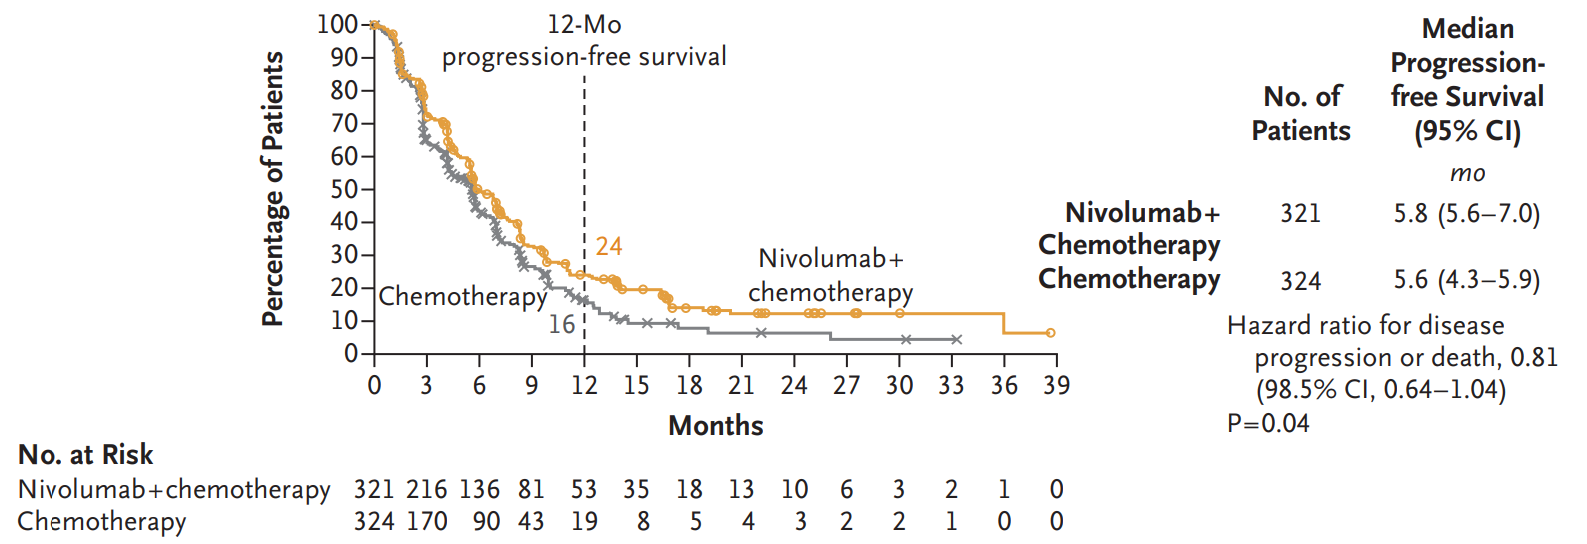 100
90
80
70
60
50
40
30
20
10
0
Percentage of Patients
12-Mo
progression-free survival
24
16
Chemotherapy
Nivolumab+
chemotherapy
0 3 6 9 12 15 18 21 24 27 30 33 36 39
Months
No. at Risk
Nivolumab+chemotherapy 321 216 136 81 53 35 18 13 10 6 3 2 1 0
Chemotherapy 324 170 90 43 19 8 5 4 3 2 2 1 0 0
No. of
Patients
Median
Progression-
free Survival
(95% CI)
mo
Nivolumab+ 321 5.8 (5.6–7.0)
Chemotherapy
Chemotherapy 324 5.6 (4.3–5.9)
Hazard ratio for disease
progression or death, 0.81
(98.5% CI, 0.64–1.04)
P=0.04